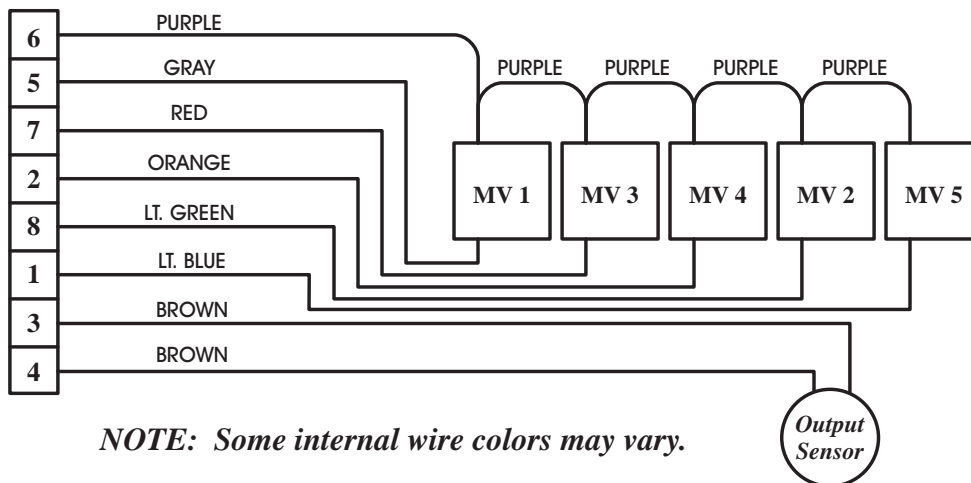 6 PURPLE
PURPLE PURPLE PURPLE PURPLE
5 GRAY
7 RED
2 ORANGE
MV 1 MV 3 MV 4 MV 2 MV 5
8 LT. GREEN
1 LT. BLUE
3 BROWN
4 BROWN
NOTE: Some internal wire colors may vary.
Output
Sensor